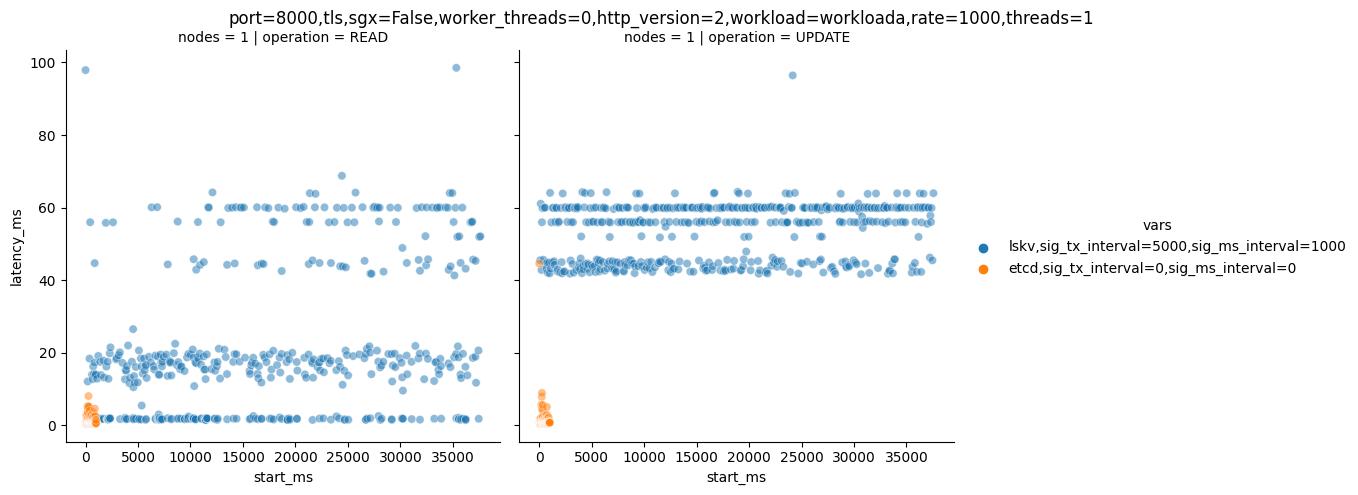 port=8000,tls,sgx=False,worker_threads=0,http_version=2,workload=workloada,rate=1000,threads=1
nodes = 1 | operation = READ
nodes = 1 | operation = UPDATE
100
80
60
40
20
0
latency_ms
0 5000 10000 15000 20000 25000 30000 35000
start_ms
0 5000 10000 15000 20000 25000 30000 35000
start_ms
vars
lskv,sig_tx_interval=5000,sig_ms_interval=1000
etcd,sig_tx_interval=0,sig_ms_interval=0